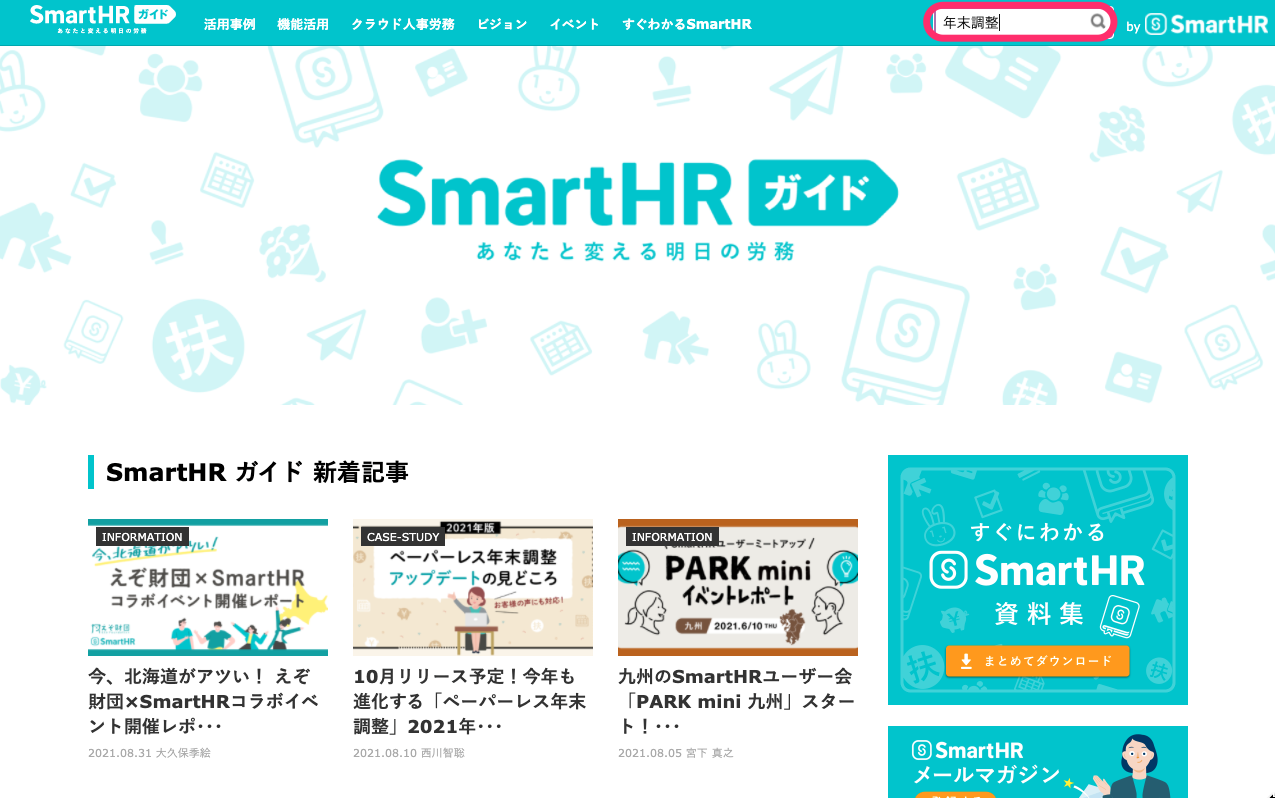 SmartHR ガイド
あなたと変える明日の労務
活用事例 機能活用 クラウド人事労務 ビジョン イベント すぐわかるSmartHR
年末調整
by SmartHR
SmartHR ガイド
あなたと変える明日の労務
扶
扶
扶
SmartHR ガイド 新着記事
INFORMATION
今、北海道がアツい!
えぞ財団×SmartHR
コラボイベント開催レポート
えぞ財団
SmartHR
今、北海道がアツい! えぞ
財団×SmartHRコラボイベ
ント開催レポ･･･
2021.08.31 大久保季絵
CASE-STUDY
2021年版
ペーパーレス年末調整
アップデートの見どころ
お客様の声にも対応!
10月リリース予定!今年も
進化する「ペーパーレス年末
調整」2021年･･･
2021.08.10 西川智聡
INFORMATION
SmartHRユーザーミートアップ
PARK mini
イベントレポート
九州 2021.6/10 THU
九州のSmartHRユーザー会
「PARK mini 九州」スター
ト!･･･
2021.08.05 宮下 真之
すぐにわかる
SmartHR
資料集
まとめてダウンロード
SmartHR
メールマガジン